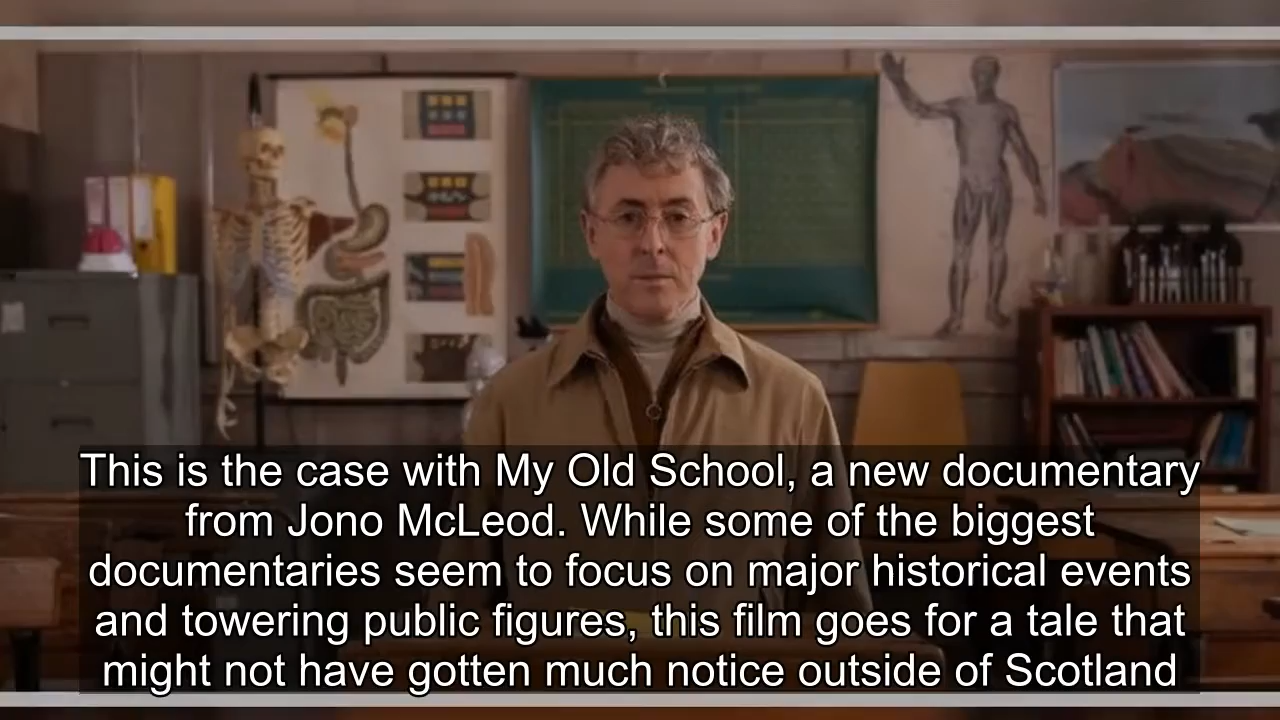 This is the case with My Old School, a new documentary
from Jono McLeod. While some of the biggest
documentaries seem to focus on major historical events
and towering public figures, this film goes for a tale that
might not have gotten much notice outside of Scotland